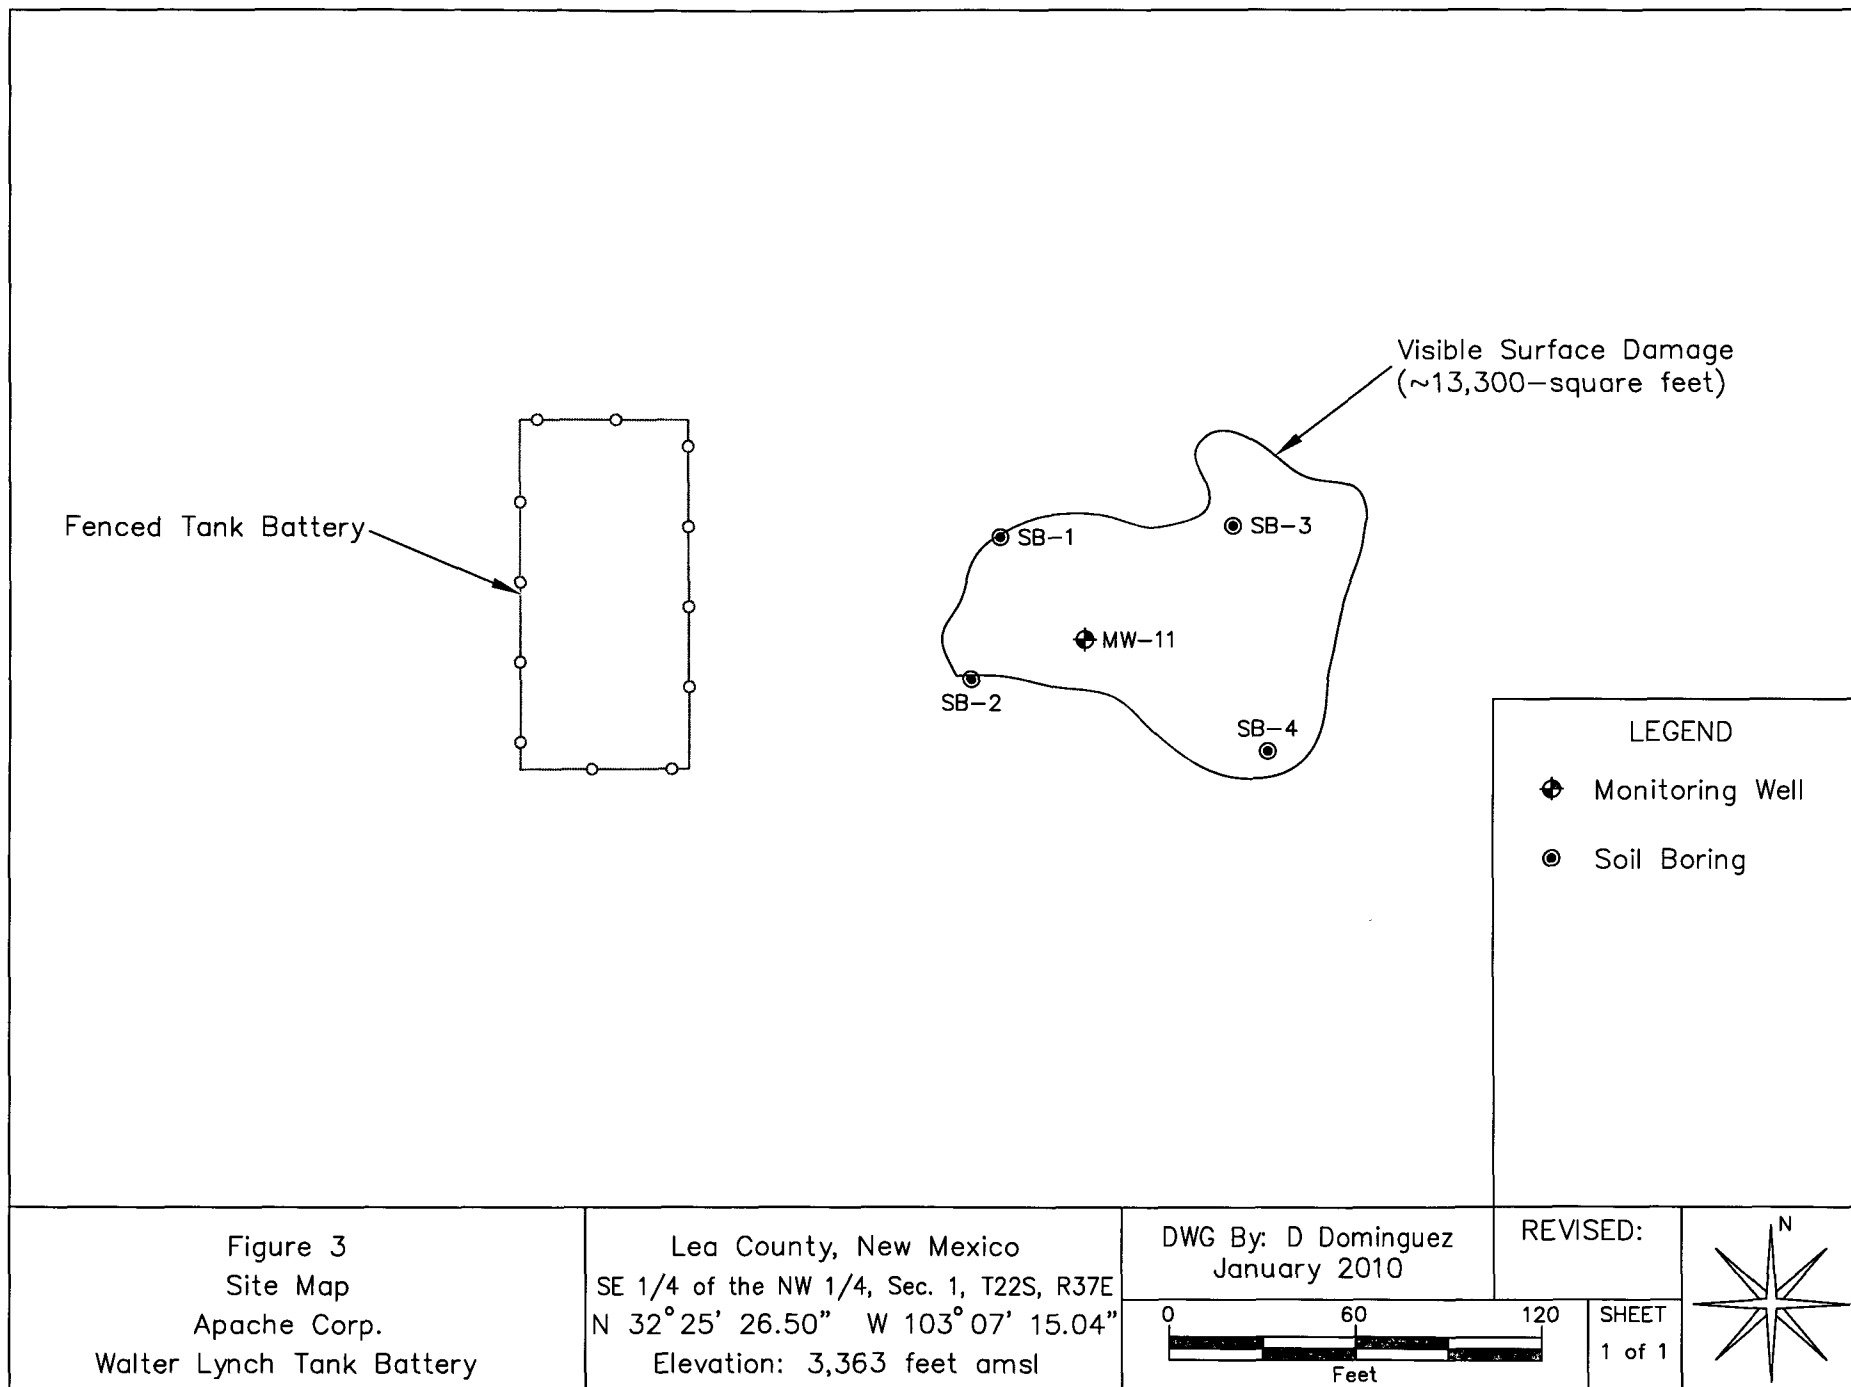 Visible Surface Damage
(~13,300-square feet)
Fenced Tank Battery
SB-1
SB-3
MW-11
SB-2
SB-4
LEGEND
Monitoring Well
Soil Boring
Figure 3
Site Map
Apache Corp.
Walter Lynch Tank Battery
Lea County, New Mexico
SE 1/4 of the NW 1/4, Sec. 1, T22S, R37E
N 32° 25' 26.50" W 103° 07' 15.04"
Elevation: 3,363 feet amsl
DWG By: D Dominguez
January 2010
REVISED:
0 60 120
Feet
SHEET
1 of 1
N